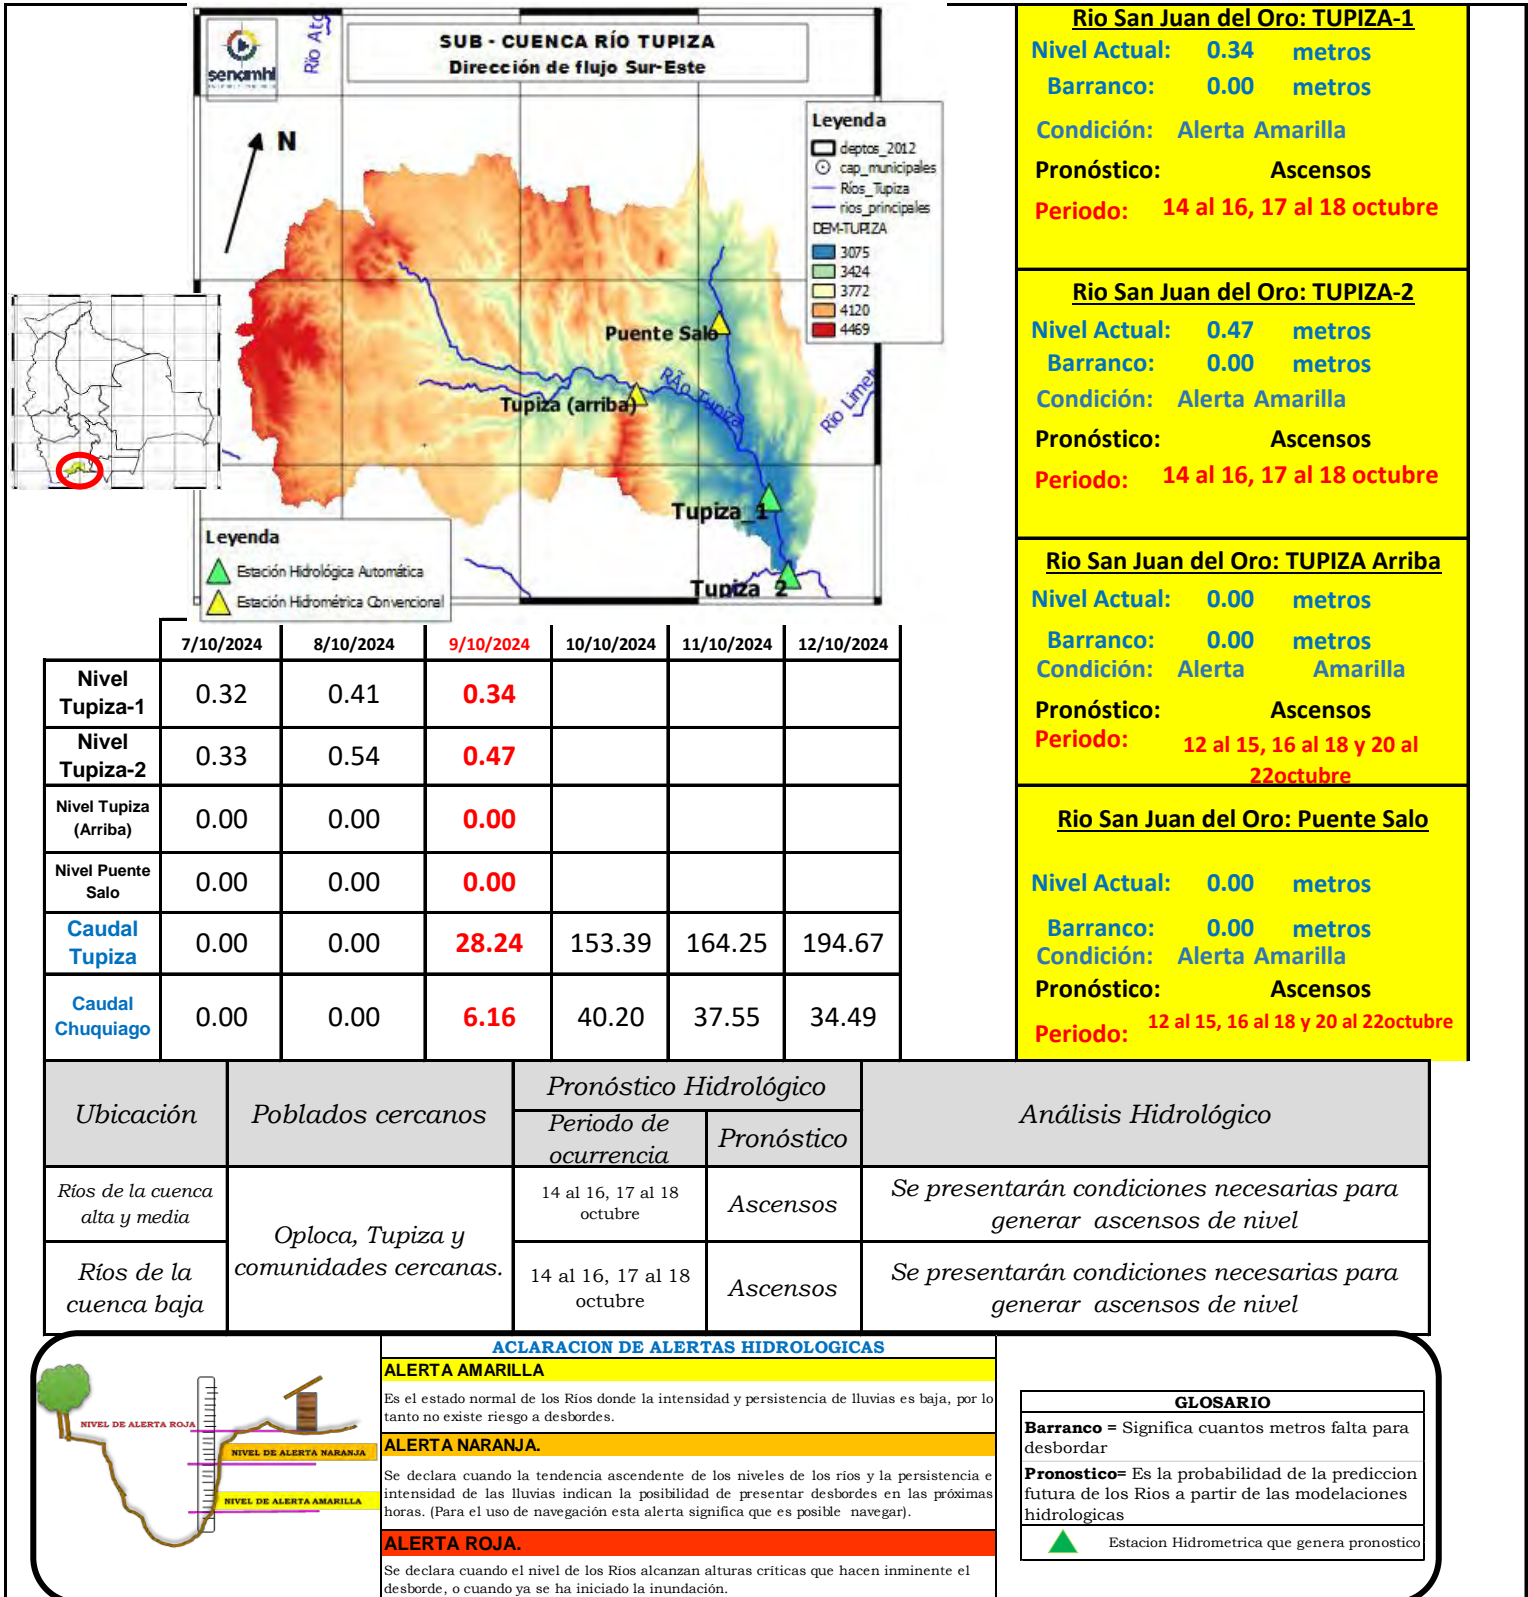 senamhi
Río Ato
SUB - CUENCA RÍO TUPIZA
Dirección de flujo Sur-Este
N
Leyenda
deptos_2012
cap_municipales
Ríos_Tupiza
rios_principales
DEM-TUPIZA
3075
3424
3772
4120
4469
Puente Salo
RÃo Tupiza
Tupiza (arriba)
Rio Limet
Tupiza_1
Tupiza_2
Leyenda
Estación Hidrológica Automática
Estación Hidrométrica Convencional
Rio San Juan del Oro: TUPIZA-1
Nivel Actual: 0.34 metros
Barranco: 0.00 metros
Condición: Alerta Amarilla
Pronóstico: Ascensos
Periodo: 14 al 16, 17 al 18 octubre
Rio San Juan del Oro: TUPIZA-2
Nivel Actual: 0.47 metros
Barranco: 0.00 metros
Condición: Alerta Amarilla
Pronóstico: Ascensos
Periodo: 14 al 16, 17 al 18 octubre
Rio San Juan del Oro: TUPIZA Arriba
Nivel Actual: 0.00 metros
Barranco: 0.00 metros
Condición: Alerta Amarilla
Pronóstico: Ascensos
Periodo: 12 al 15, 16 al 18 y 20 al
22octubre
Rio San Juan del Oro: Puente Salo
Nivel Actual: 0.00 metros
Barranco: 0.00 metros
Condición: Alerta Amarilla
Pronóstico: Ascensos
Periodo: 12 al 15, 16 al 18 y 20 al 22octubre
7/10/2024 8/10/2024 9/10/2024 10/10/2024 11/10/2024 12/10/2024
Nivel
Tupiza-1 0.32 0.41 0.34
Nivel
Tupiza-2 0.33 0.54 0.47
Nivel Tupiza
(Arriba) 0.00 0.00 0.00
Nivel Puente
Salo 0.00 0.00 0.00
Caudal
Tupiza 0.00 0.00 28.24 153.39 164.25 194.67
Caudal
Chuquiago 0.00 0.00 6.16 40.20 37.55 34.49
Ubicación
Poblados cercanos
Pronóstico Hidrológico
Periodo de
ocurrencia
Pronóstico
Análisis Hidrológico
Ríos de la cuenca
alta y media
Oploca, Tupiza y
comunidades cercanas.
14 al 16, 17 al 18
octubre
Ascensos
Se presentarán condiciones necesarias para
generar ascensos de nivel
Ríos de la
cuenca baja
14 al 16, 17 al 18
octubre
Ascensos
Se presentarán condiciones necesarias para
generar ascensos de nivel
NIVEL DE ALERTA ROJA
NIVEL DE ALERTA NARANJA
NIVEL DE ALERTA AMARILLA
ACLARACION DE ALERTAS HIDROLOGICAS
ALERTA AMARILLA
Es el estado normal de los Ríos donde la intensidad y persistencia de lluvias es baja, por lo
tanto no existe riesgo a desbordes.
ALERTA NARANJA.
Se declara cuando la tendencia ascendente de los niveles de los ríos y la persistencia e
intensidad de las lluvias indican la posibilidad de presentar desbordes en las próximas
horas. (Para el uso de navegación esta alerta significa que es posible navegar).
ALERTA ROJA.
Se declara cuando el nivel de los Ríos alcanzan alturas críticas que hacen inminente el
desborde, o cuando ya se ha iniciado la inundación.
GLOSARIO
Barranco = Significa cuantos metros falta para
desbordar
Pronostico= Es la probabilidad de la prediccion
futura de los Rios a partir de las modelaciones
hidrologicas
Estacion Hidrometrica que genera pronostico